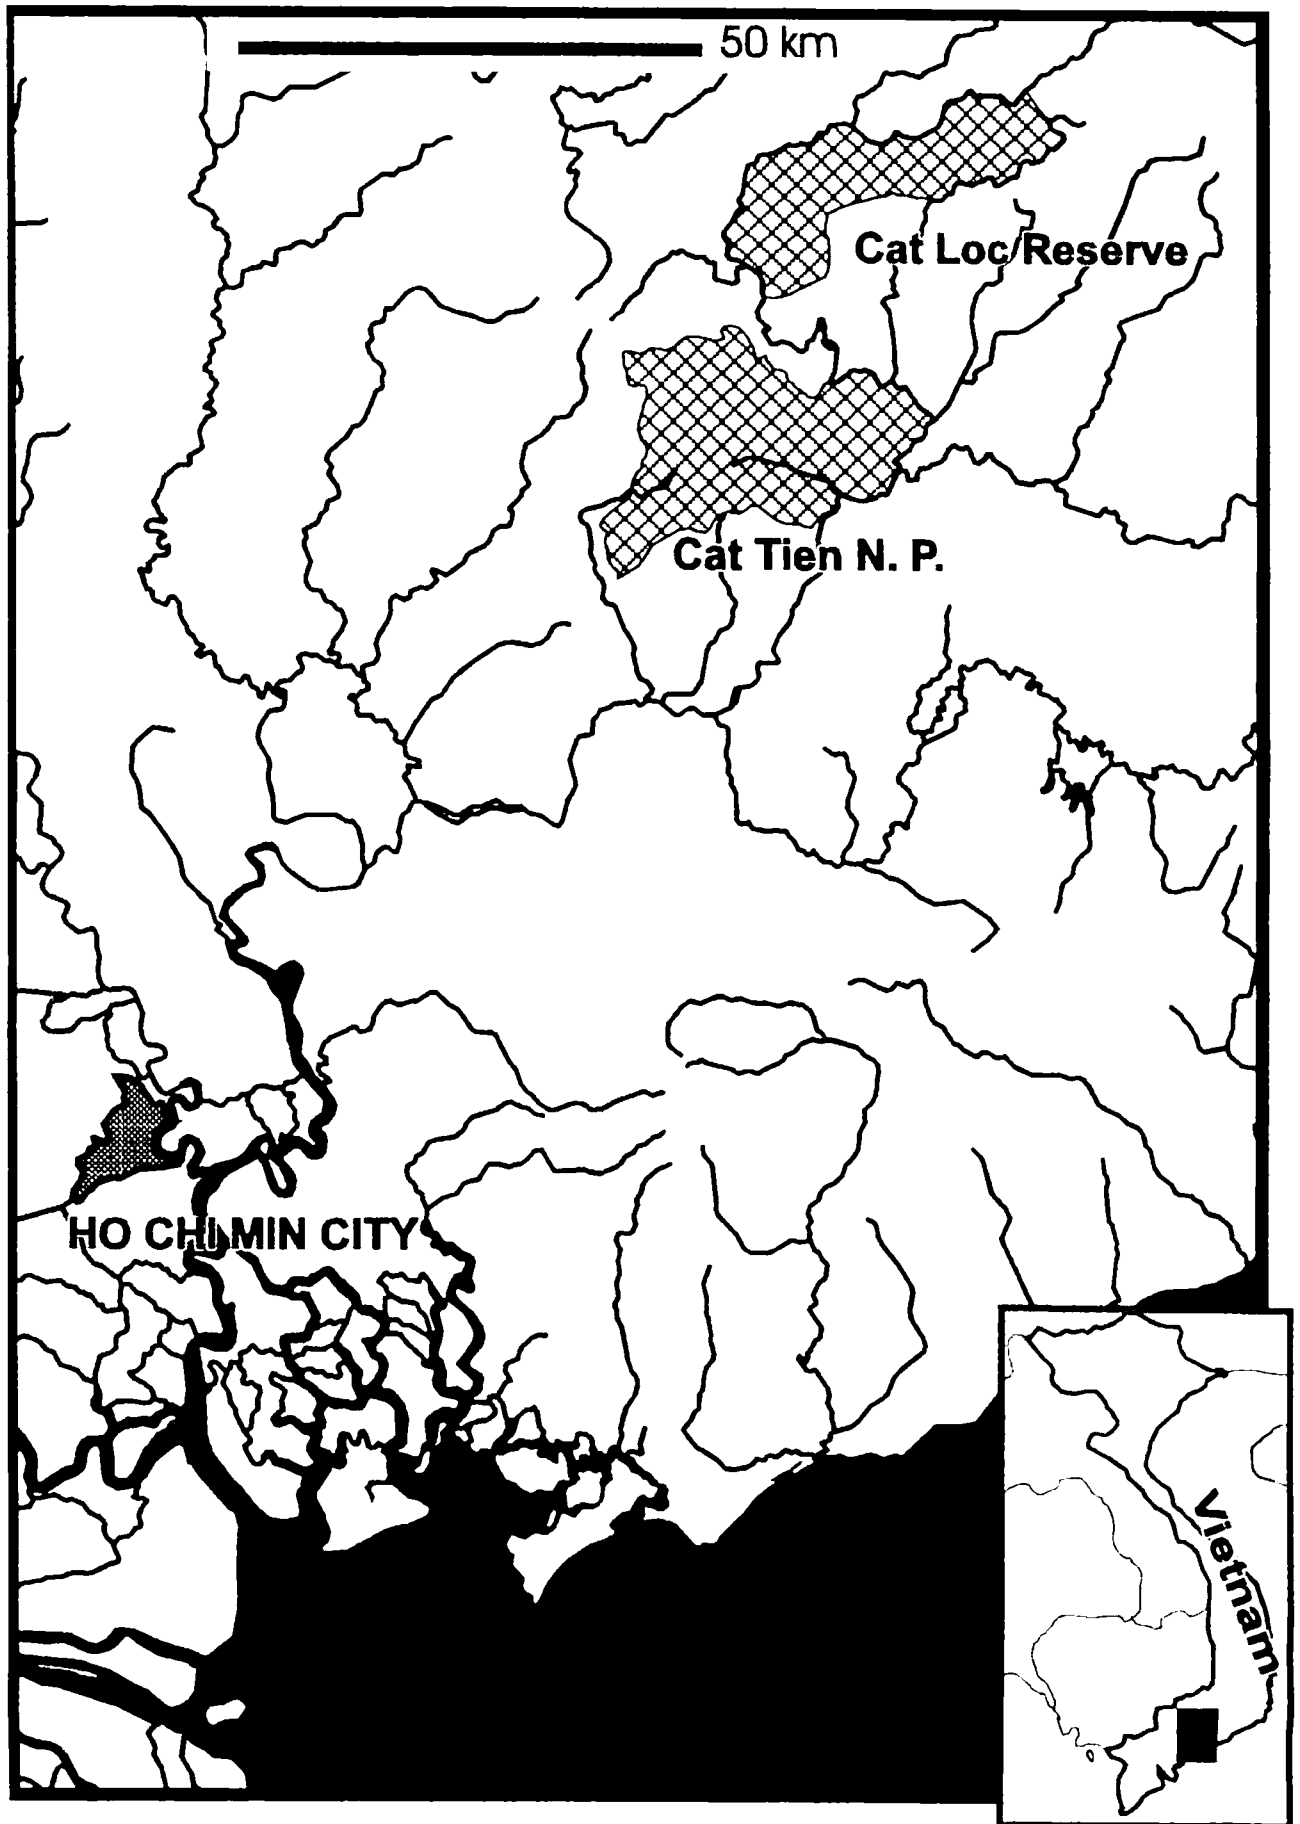 50 km
Cat Loc Reserve
Cat Tien N. P.
HO CHI MIN CITY
Vietnam